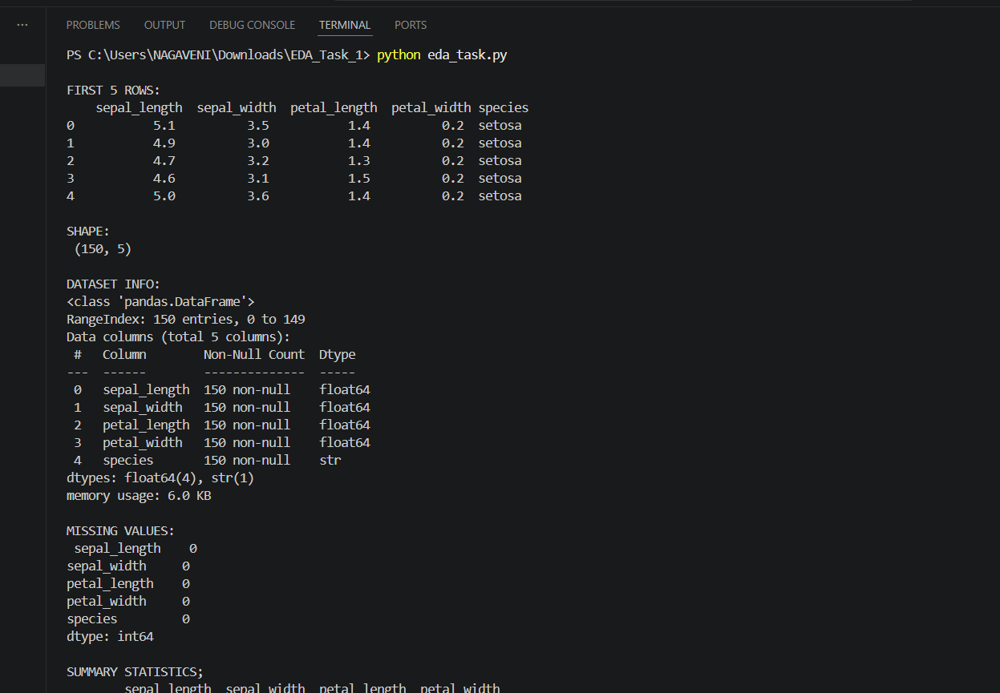 ...
PROBLEMS OUTPUT DEBUG CONSOLE TERMINAL PORTS
PS C:\Users\NAGAVENI\Downloads\EDA_Task_1> python eda_task.py

FIRST 5 ROWS:
    sepal_length  sepal_width  petal_length  petal_width species
0            5.1          3.5           1.4          0.2  setosa
1            4.9          3.0           1.4          0.2  setosa
2            4.7          3.2           1.3          0.2  setosa
3            4.6          3.1           1.5          0.2  setosa
4            5.0          3.6           1.4          0.2  setosa

SHAPE:
 (150, 5)

DATASET INFO:
<class 'pandas.DataFrame'>
RangeIndex: 150 entries, 0 to 149
Data columns (total 5 columns):
 #   Column        Non-Null Count  Dtype
---  ------        --------------  -----
 0   sepal_length  150 non-null    float64
 1   sepal_width   150 non-null    float64
 2   petal_length  150 non-null    float64
 3   petal_width   150 non-null    float64
 4   species       150 non-null    str
dtypes: float64(4), str(1)
memory usage: 6.0 KB

MISSING VALUES:
 sepal_length    0
sepal_width     0
petal_length    0
petal_width     0
species         0
dtype: int64

SUMMARY STATISTICS;
        sepal_length  sepal_width  petal_length  petal_width